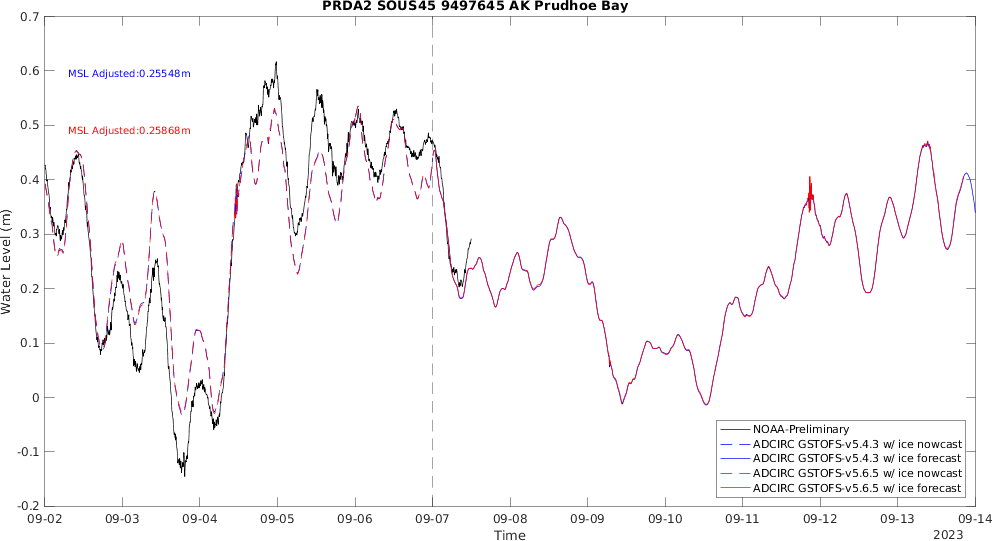 PRDA2 SOUS45 9497645 AK Prudhoe Bay
0.7
0.6
0.5
0.4
0.3
0.2
0.1
0
-0.1
-0.2
Water Level (m)
MSL Adjusted:0.25548m
MSL Adjusted:0.25868m
NOAA-Preliminary
ADCIRC GSTOFS-v5.4.3 w/ ice nowcast
ADCIRC GSTOFS-v5.4.3 w/ ice forecast
ADCIRC GSTOFS-v5.6.5 w/ ice nowcast
ADCIRC GSTOFS-v5.6.5 w/ ice forecast
09-02 09-03 09-04 09-05 09-06 09-07 09-08 09-09 09-10 09-11 09-12 09-13 09-14
Time
2023